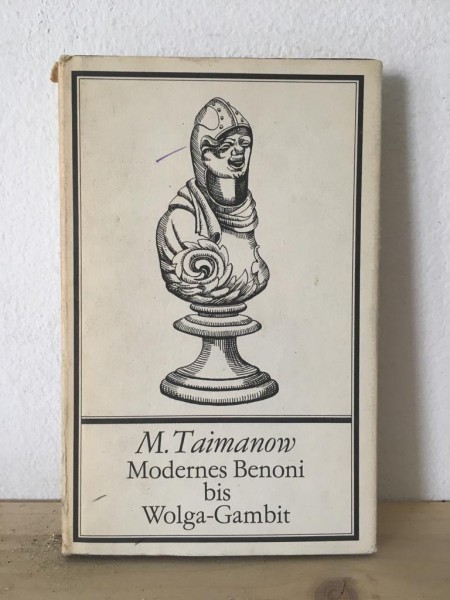 M. Taimanow
Modernes Benoni
bis
Wolga-Gambit